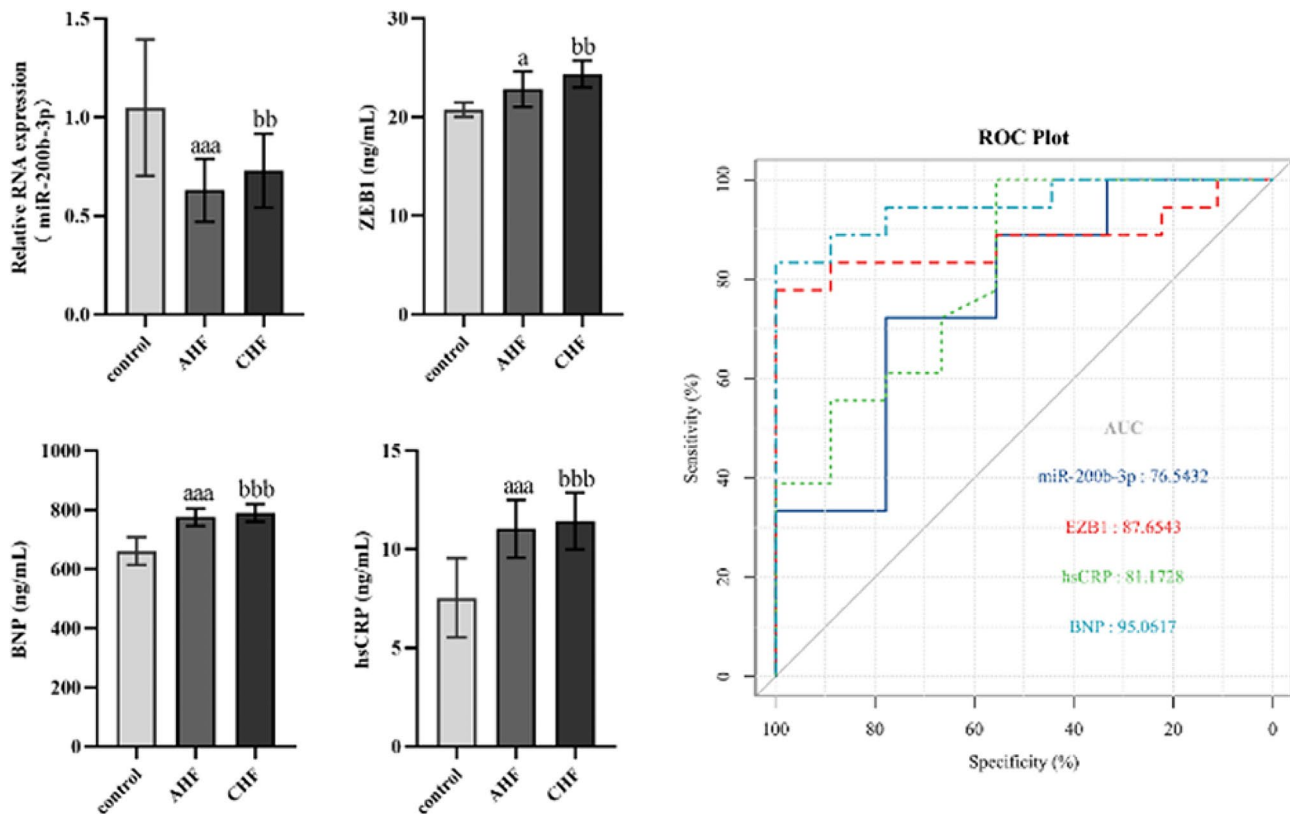 Relative RNA expression
( miR-200b-3p)
1.5
1.0
0.5
0.0
aaa
bb
control
AHF
CHF
ZEB1 (ng/mL)
30
20
10
0
a
bb
control
AHF
CHF
BNP (ng/mL)
1000
800
600
400
200
0
aaa
bbb
control
AHF
CHF
hsCRP (ng/mL)
15
10
5
0
aaa
bbb
control
AHF
CHF
ROC Plot
Sensitivity (%)
100
80
60
40
20
0
AUC
miR-200b-3p : 76.5432
EZB1 : 87.6543
hsCRP : 81.1728
BNP : 95.0617
100 80 60 40 20 0
Specificity (%)